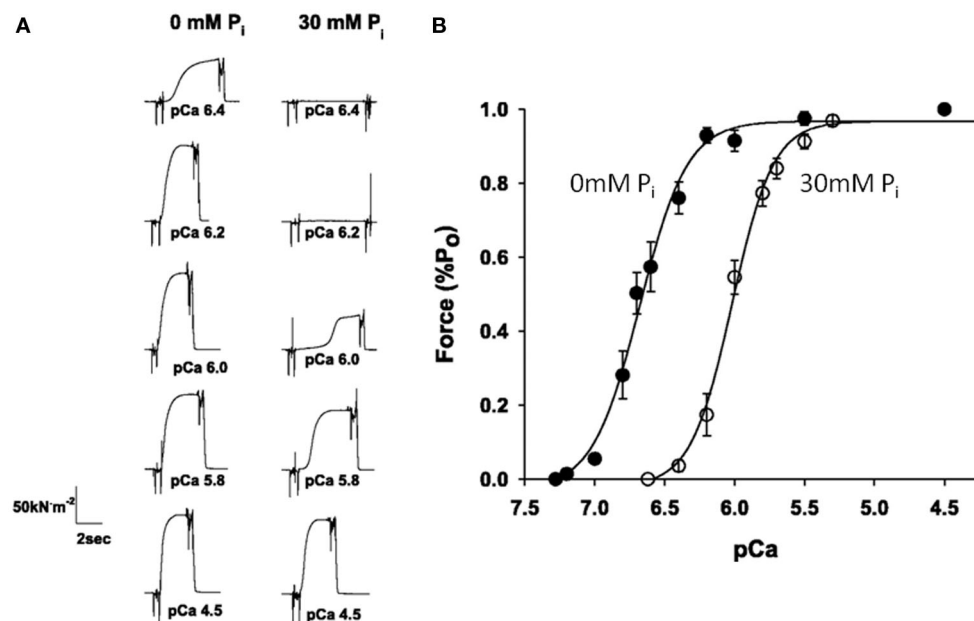 A
0 mM Pi
30 mM Pi
pCa 6.4
pCa 6.4
pCa 6.2
pCa 6.2
pCa 6.0
pCa 6.0
pCa 5.8
pCa 5.8
50kN·m-2
2sec
pCa 4.5
pCa 4.5
B
1.0
0.8
0.6
0.4
0.2
0.0
Force (%PO)
0mM Pi
30mM Pi
7.5 7.0 6.5 6.0 5.5 5.0 4.5
pCa